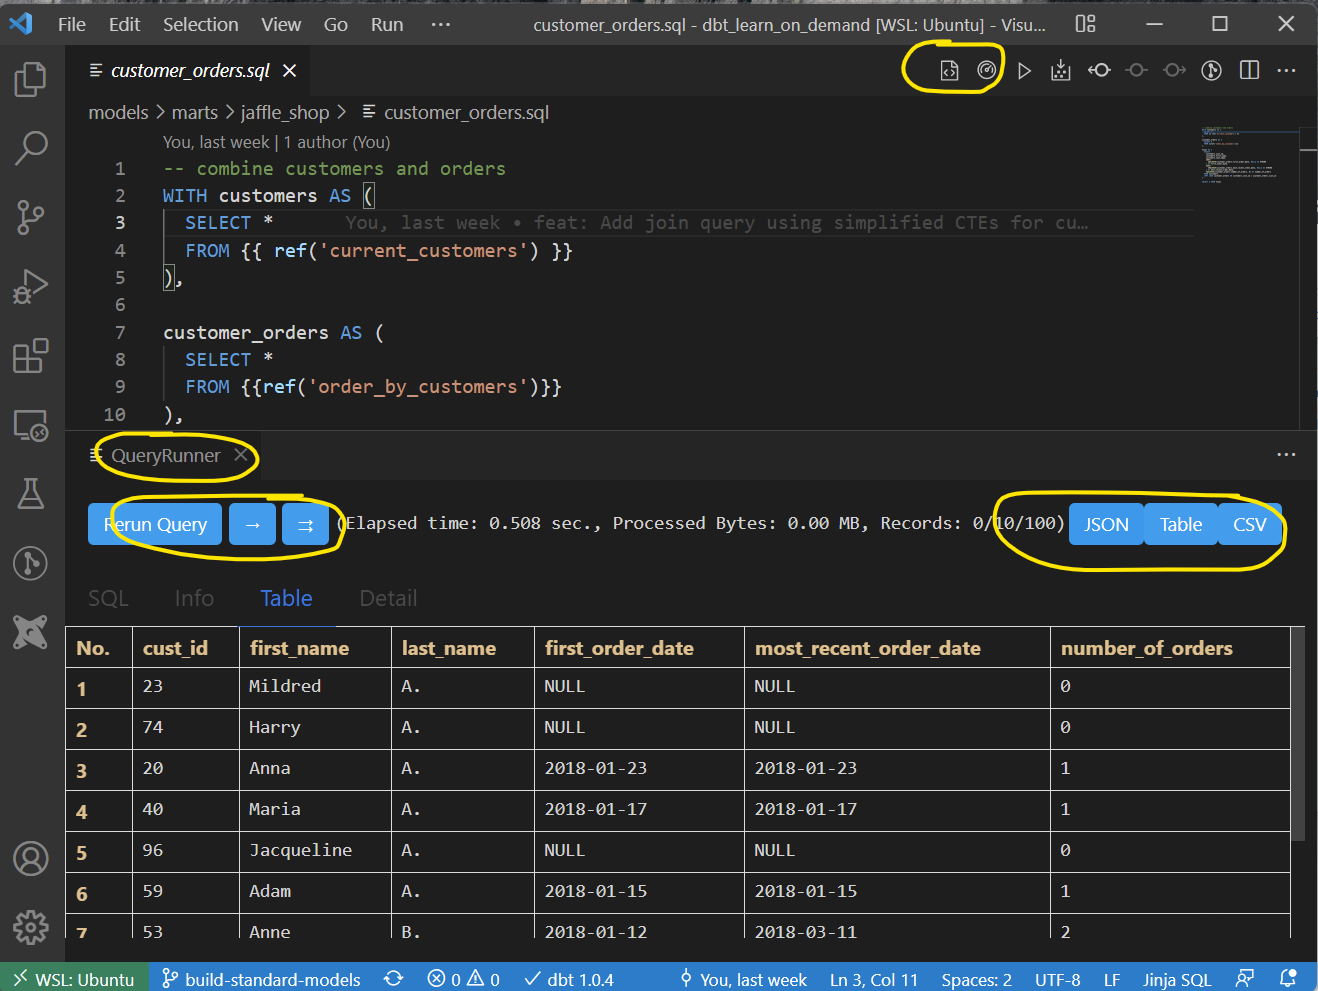 File Edit Selection View Go Run ··· customer_orders.sql - dbt_learn_on_demand [WSL: Ubuntu] - Visu...
customer_orders.sql
models > marts > jaffle_shop > customer_orders.sql
You, last week | 1 author (You)
1 -- combine customers and orders
2 WITH customers AS (
3 SELECT * You, last week • feat: Add join query using simplified CTEs for cu…
4 FROM {{ ref('current_customers') }}
5 ),
6
7 customer_orders AS (
8 SELECT *
9 FROM {{ref('order_by_customers')}}
10 ),
QueryRunner
Rerun Query → ⇉ (Elapsed time: 0.508 sec., Processed Bytes: 0.00 MB, Records: 0/10/100) JSON Table CSV
SQL Info Table Detail
No. cust_id first_name last_name first_order_date most_recent_order_date number_of_orders
1 23 Mildred A. NULL NULL 0
2 74 Harry A. NULL NULL 0
3 20 Anna A. 2018-01-23 2018-01-23 1
4 40 Maria A. 2018-01-17 2018-01-17 1
5 96 Jacqueline A. NULL NULL 0
6 59 Adam A. 2018-01-15 2018-01-15 1
7 53 Anne B. 2018-01-12 2018-03-11 2
WSL: Ubuntu build-standard-models 0 0 dbt 1.0.4 You, last week Ln 3, Col 11 Spaces: 2 UTF-8 LF Jinja SQL